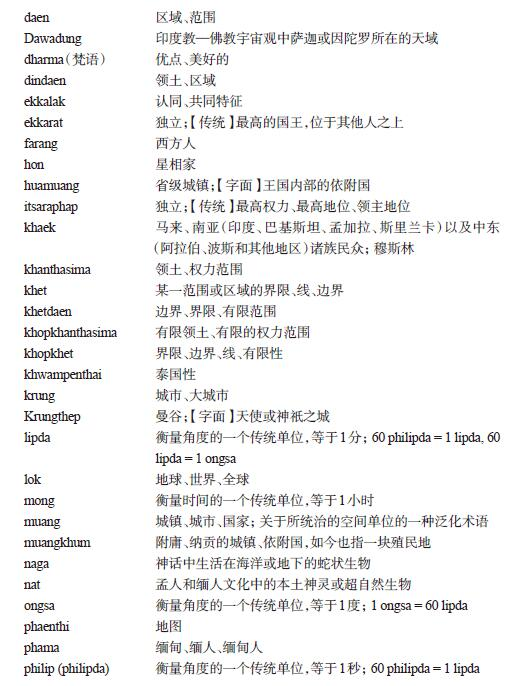 daen 区域、范围
Dawadung 印度教—佛教宇宙观中萨迦或因陀罗所在的天域
dharma（梵语） 优点、美好的
dindaen 领土、区域
ekkalak 认同、共同特征
ekkarat 独立；【传统】最高的国王，位于其他人之上
farang 西方人
hon 星相家
huamuang 省级城镇；【字面】王国内部的依附国
itsaraphap 独立；【传统】最高权力、最高地位、领主地位
khaek 马来、南亚（印度、巴基斯坦、孟加拉、斯里兰卡）以及中东
（阿拉伯、波斯和其他地区）诸族民众；穆斯林
khanthasima 领土、权力范围
khet 某一范围或区域的界限、线、边界
khetdaen 边界、界限、有限范围
khopkhanthasima 有限领土、有限的权力范围
khopkhet 界限、边界、线、有限性
khwampenthai 泰国性
krung 城市、大城市
Krungthep 曼谷；【字面】天使或神祇之城
lipda 衡量角度的一个传统单位，等于1分；60 philipda = 1 lipda, 60
lipda = 1 ongsa
lok 地球、世界、全球
mong 衡量时间的一个传统单位，等于1小时
muang 城镇、城市、国家；关于所统治的空间单位的一种泛化术语
muangkhum 附庸、纳贡的城镇、依附国，如今也指一块殖民地
naga 神话中生活在海洋或地下的蛇状生物
nat 孟人和缅人文化中的本土神灵或超自然生物
ongsa 衡量角度的一个传统单位，等于1度；1 ongsa = 60 lipda
phaenthi 地图
phama 缅甸、缅人、缅甸人
philip (philipda) 衡量角度的一个传统单位，等于1秒；60 philipda = 1 lipda